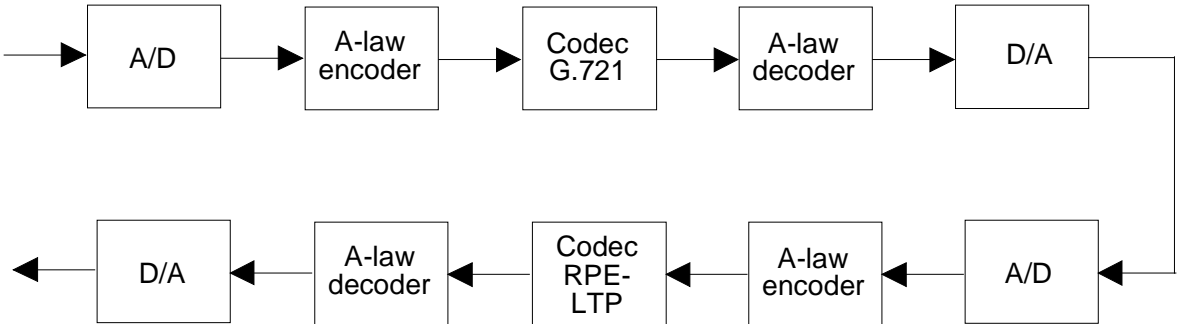 A/D
A-law
encoder
Codec
G.721
A-law
decoder
D/A
D/A
A-law
decoder
Codec
RPE-
LTP
A-law
encoder
A/D